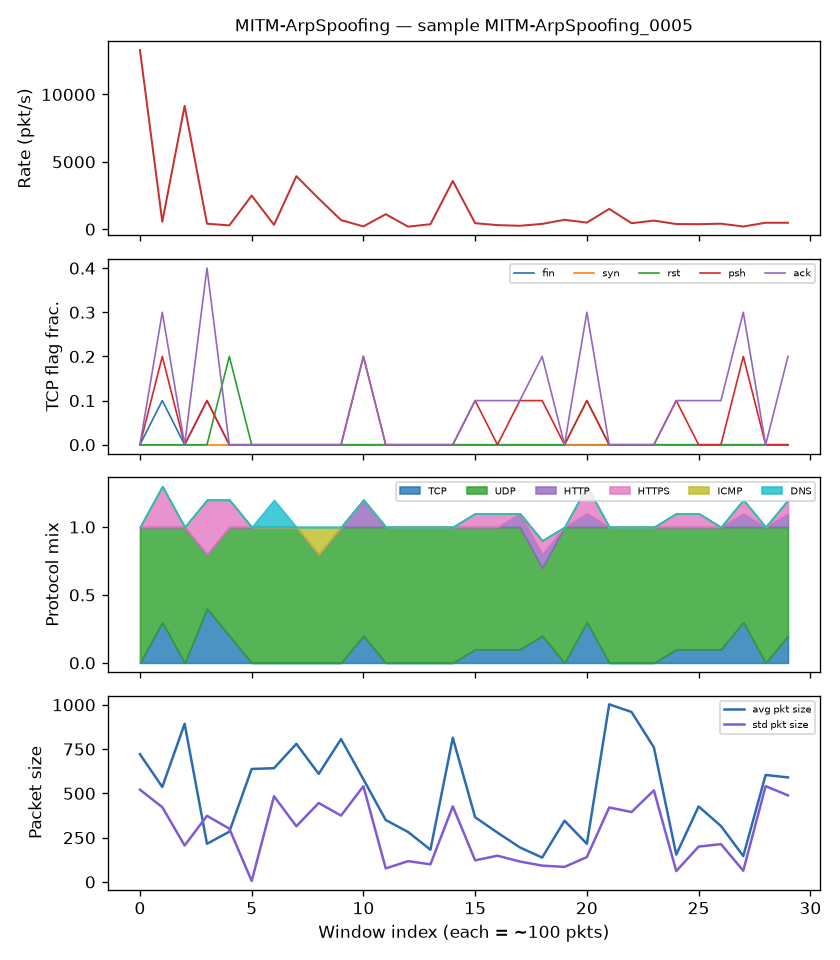 MITM-ArpSpoofing — sample MITM-ArpSpoofing_0005
Rate (pkt/s)
10000
5000
0
TCP flag frac.
0.4
0.3
0.2
0.1
0.0
fin syn rst psh ack
Protocol mix
1.0
0.5
0.0
TCP UDP HTTP HTTPS ICMP DNS
Packet size
1000
750
500
250
0
avg pkt size
std pkt size
0 5 10 15 20 25 30
Window index (each = ~100 pkts)